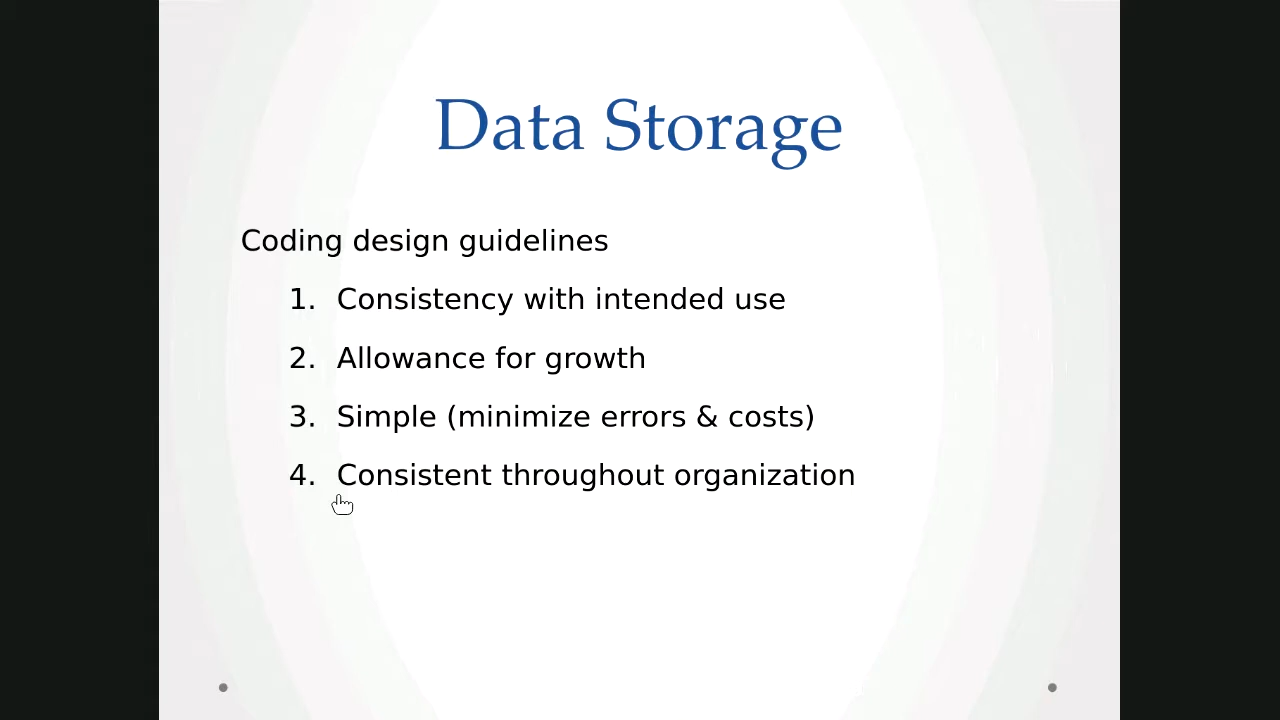 Data Storage
Coding design guidelines
1. Consistency with intended use
2. Allowance for growth
3. Simple (minimize errors & costs)
4. Consistent throughout organization